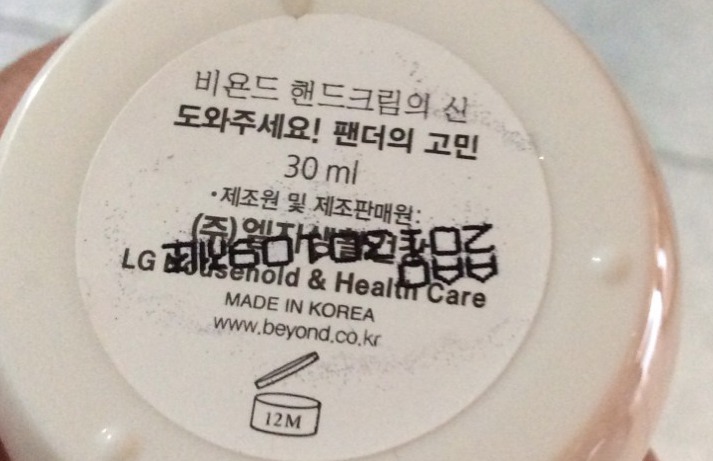 비욘드 핸드크림의 신
도와주세요! 팬더의 고민
30 ml
·제조원 및 제조판매원:
(주)엘지생활건강
LG Household & Health Care
MADE IN KOREA
www.beyond.co.kr
12M